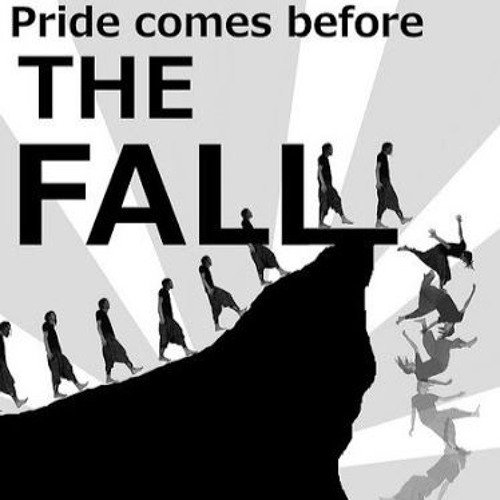 Pride comes before
THE
FALL